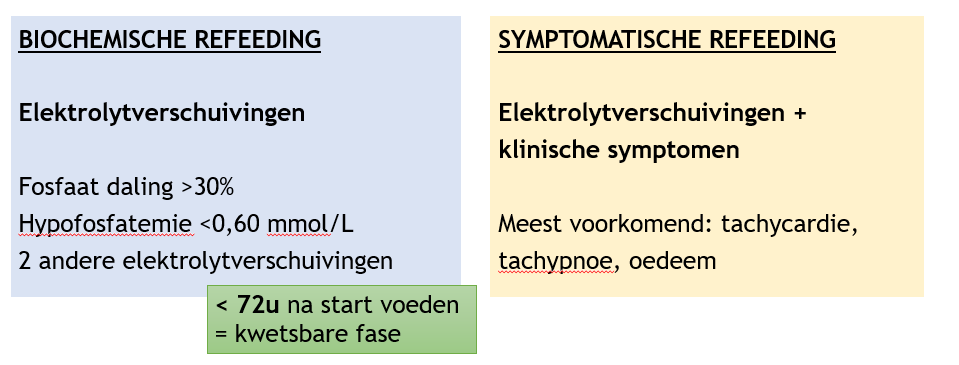 BIOCHEMISCHE REFEEDING
Elektrolytverschuivingen
Fosfaat daling >30%
Hypofosfatemie <0,60 mmol/L
2 andere elektrolytverschuivingen
< 72u na start voeden
= kwetsbare fase
SYMPTOMATISCHE REFEEDING
Elektrolytverschuivingen +
klinische symptomen
Meest voorkomend: tachycardie,
tachypnoe, oedeem